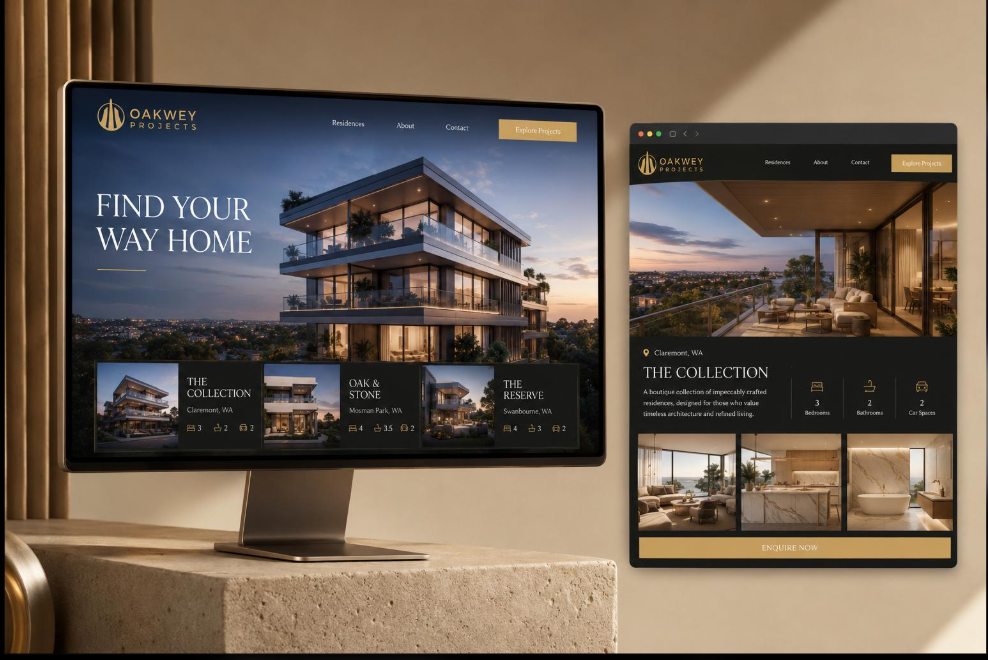 OAKWEY
PROJECTS
Residences
About
Contact
Explore Projects
FIND YOUR
WAY HOME
THE
COLLECTION
Claremont, WA
3
2
2
OAK &
STONE
Mosman Park, WA
4
3.5
2
THE
RESERVE
Swanbourne, WA
4
3
2
OAKWEY
PROJECTS
Residences
About
Contact
Explore Projects
Claremont, WA
THE COLLECTION
A boutique collection of impeccably crafted
residences, designed for those who value
timeless architecture and refined living.
3
Bedrooms
2
Bathrooms
2
Car Spaces
ENQUIRE NOW